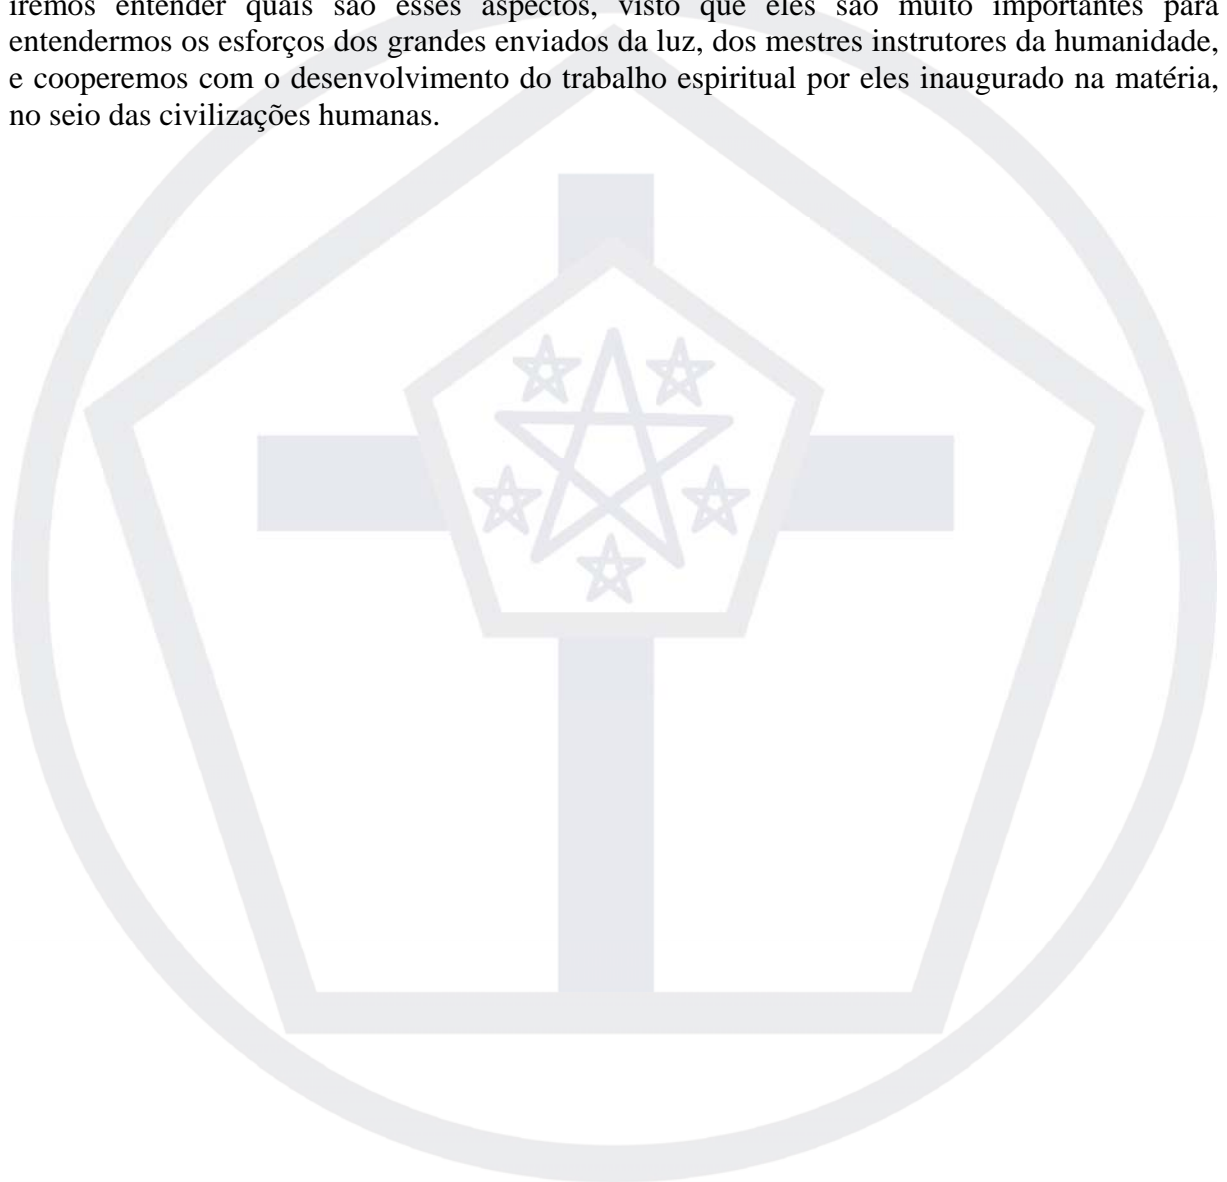 iremos entender quais são esses aspectos, visto que eles são muito importantes para
entendermos os esforços dos grandes enviados da luz, dos mestres instrutores da humanidade,
e cooperemos com o desenvolvimento do trabalho espiritual por eles inaugurado na matéria,
no seio das civilizações humanas.